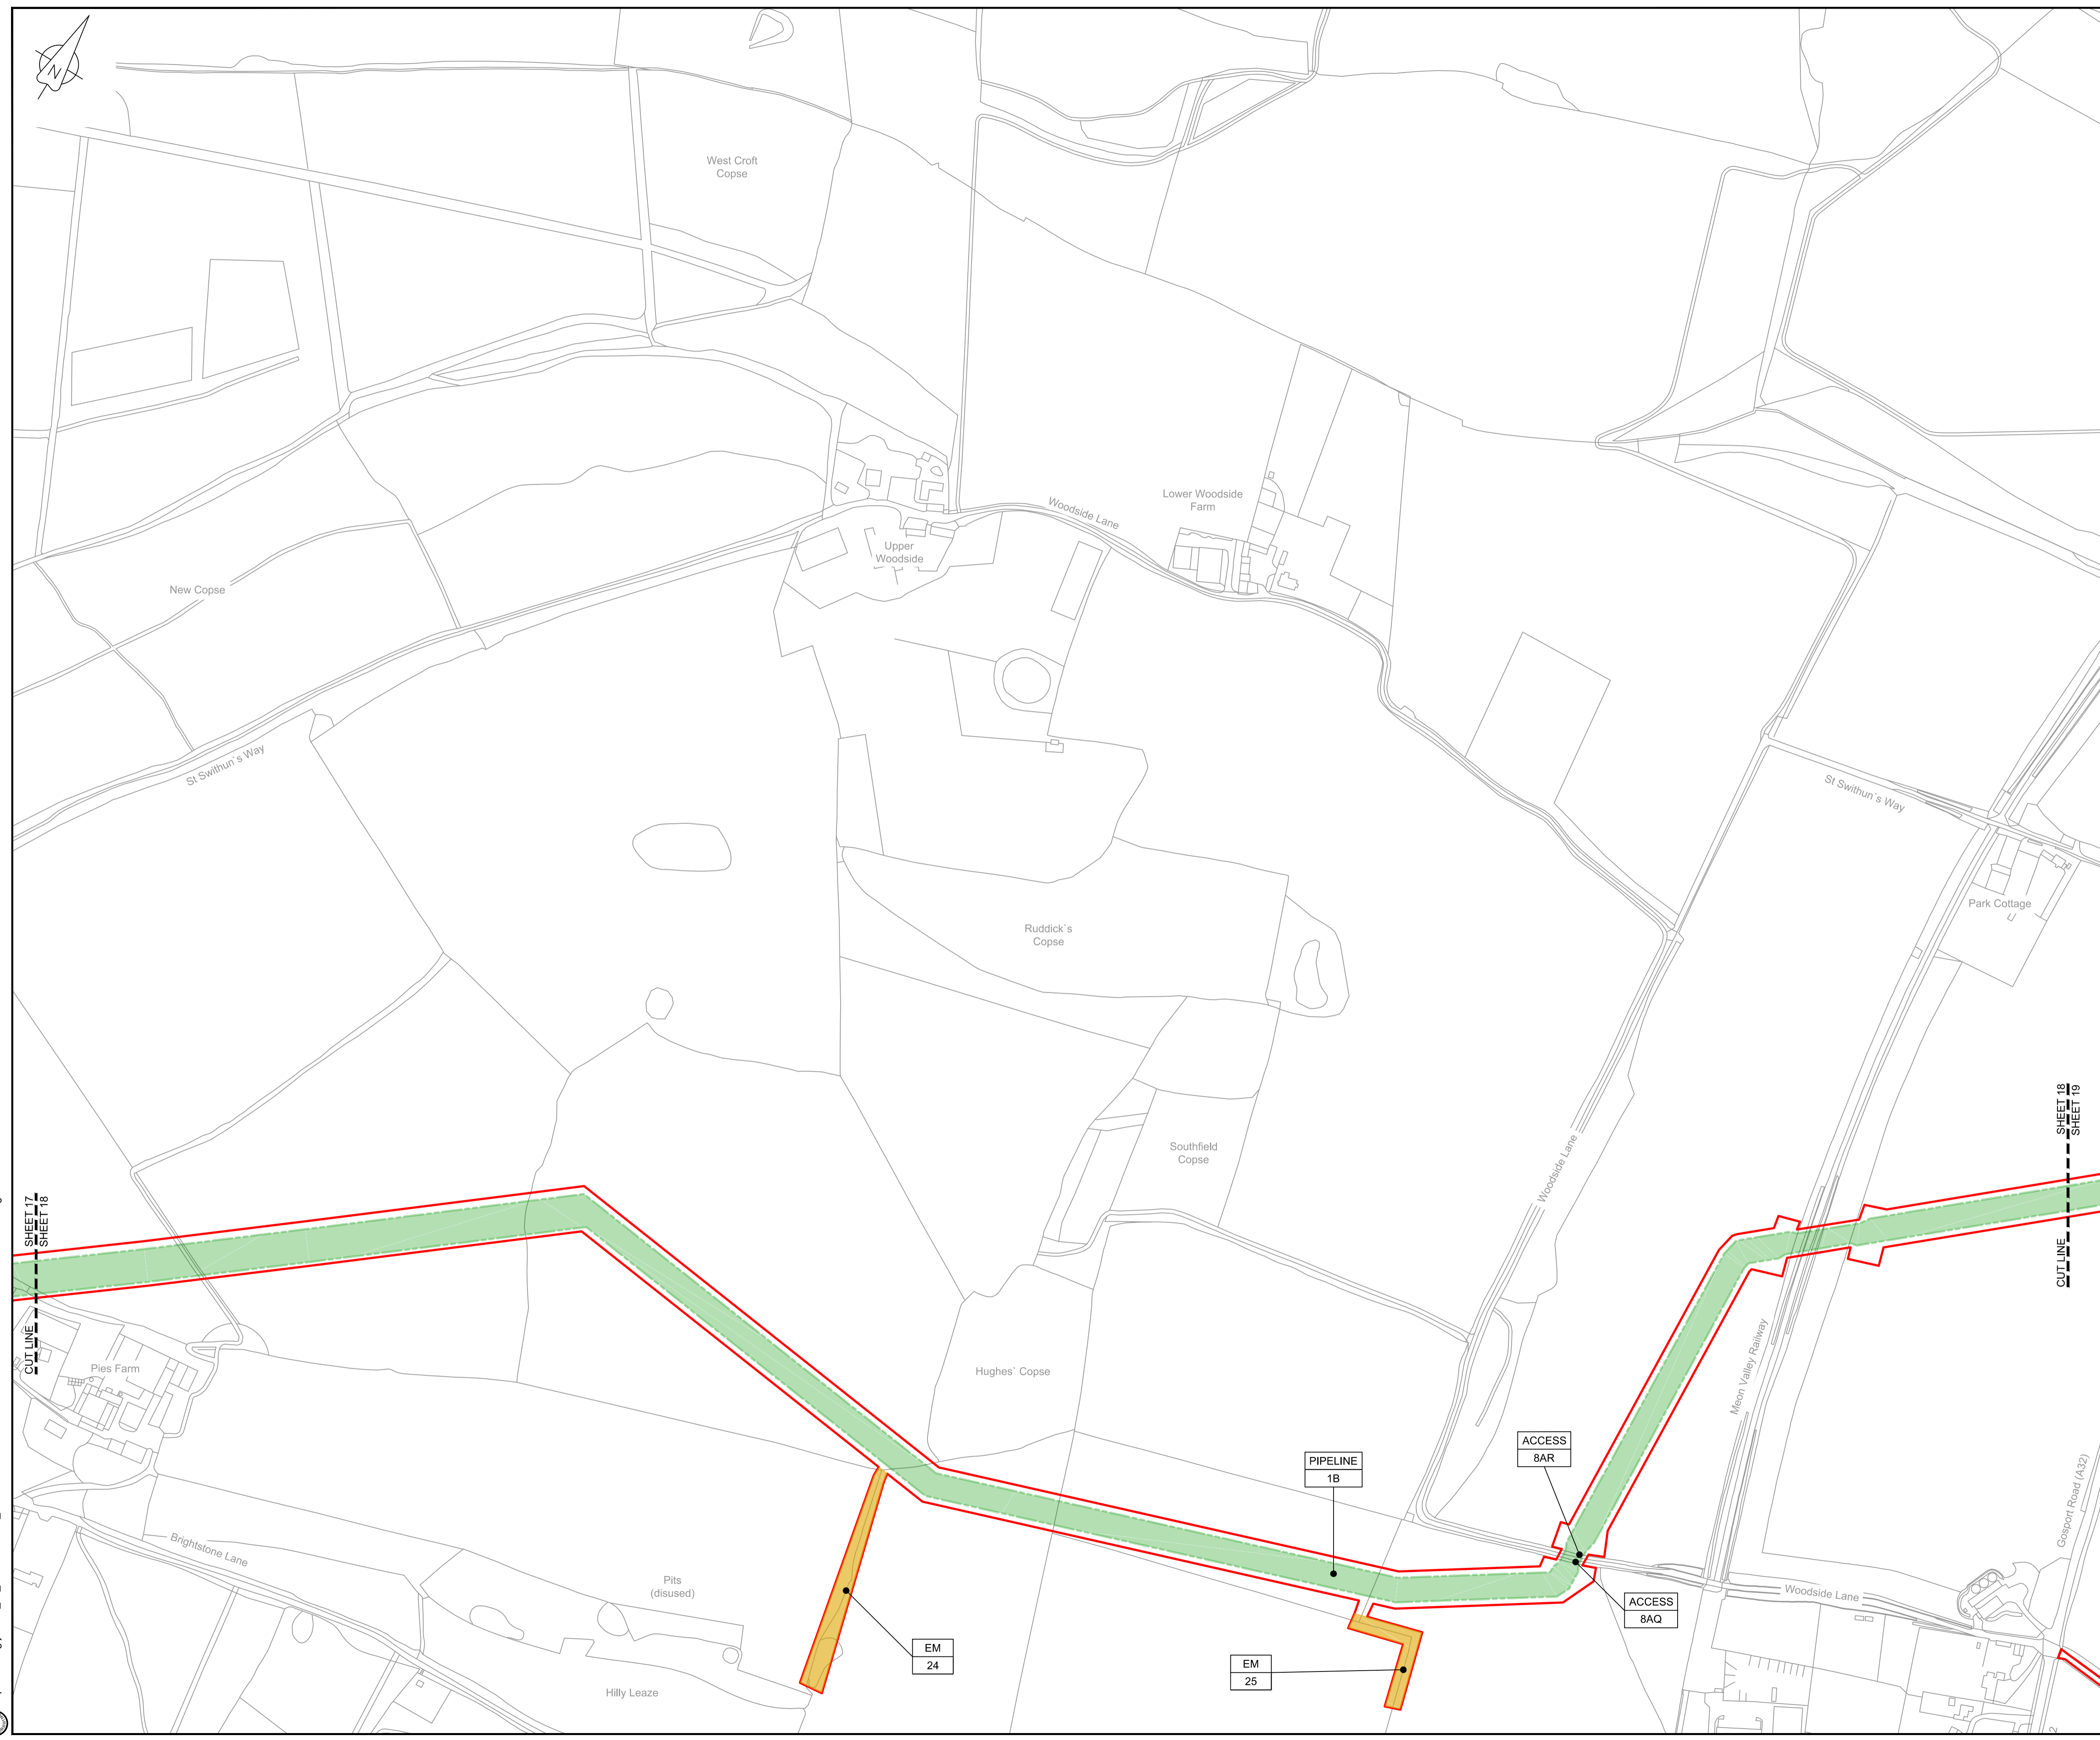 N
West Croft
Copse
Woodside Lane
Lower Woodside
Farm
Upper
Woodside
New Copse
St Swithun`s Way
St Swithun`s Way
Park Cottage
Ruddick`s
Copse
Southfield
Copse
Woodside Lane
SHEET 18
SHEET 19
CUT LINE
SHEET 17
SHEET 18
CUT LINE
Pies Farm
Hughes` Copse
Meon Valley Railway
ACCESS
8AR
PIPELINE
1B
Gosport Road (A32)
Brightstone Lane
Pits
(disused)
Woodside Lane
ACCESS
8AQ
EM
24
EM
25
Hilly Leaze